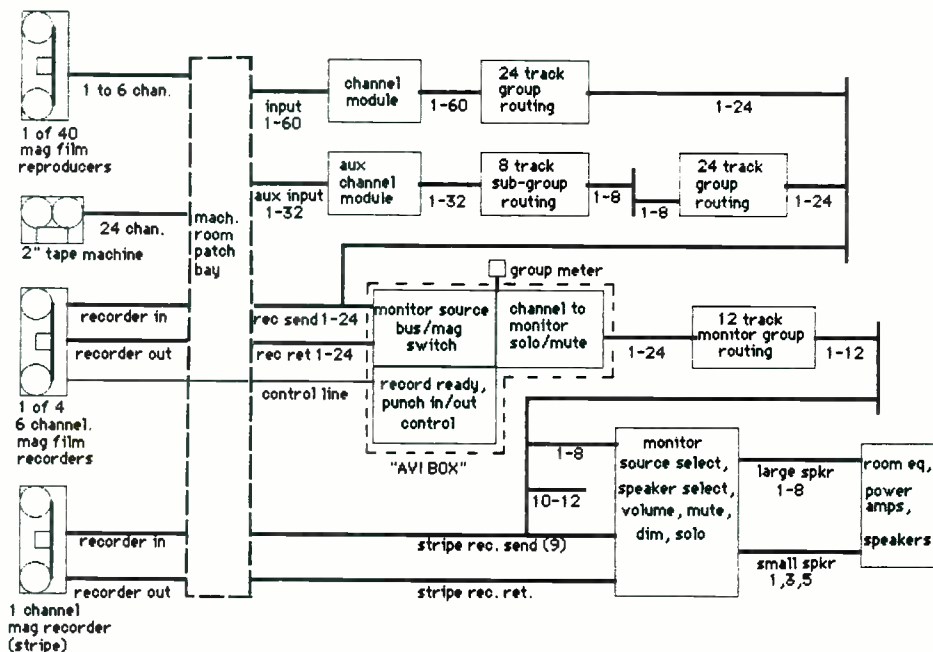 1 to 6 chan.
1 of 40
mag film
reproducers
24 chan.
2" tape machine
recorder in
recorder out
1 of 4
6 channel.
mag film
recorders
recorder in
recorder out
1 channel
mag recorder
(stripe)
mach.
room
patch
bay
input
1-60
channel
module
1-60
24 track
group
routing
1-24
aux input
1-32
aux
channel
module
1-32
8 track
sub-group
routing
1-8
1-8
24 track
group
routing
1-24
group meter
rec send 1-24
rec ret 1-24
control line
monitor source
bus/mag
switch
channel to
monitor
solo/mute
record ready,
punch in/out
control
"AVI BOX"
1-24
12 track
monitor group
routing
1-12
1-8
10-12
stripe rec. send (9)
stripe rec. ret.
monitor
source select,
speaker select,
volume, mute,
dim, solo
large spkr
1-8
small spkr
1,3,5
room eq,
power
amps,
speakers